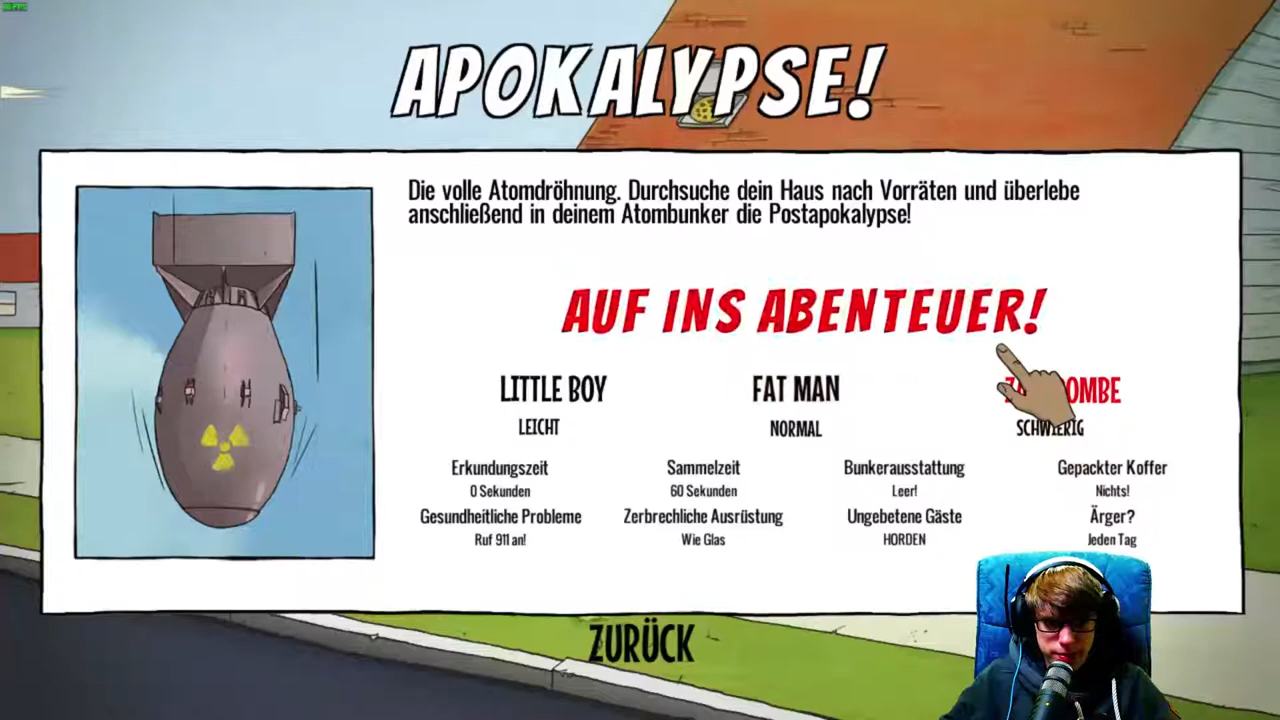 APOKALYPSE!
Die volle Atomdröhnung. Durchsuche dein Haus nach Vorräten und überlebe
anschließend in deinem Atombunker die Postapokalypse!
AUF INS ABENTEUER!
LITTLE BOY FAT MAN
LEICHT NORMAL SCHWIERIG
Erkundungszeit Sammelzeit Bunkerausstattung Gepackter Koffer
0 Sekunden 60 Sekunden Leer! Nichts!
Gesundheitliche Probleme Zerbrechliche Ausrüstung Ungebetene Gäste Ärger?
Ruf 911 an! Wie Glas HORDEN Jeden Tag
ZURÜCK